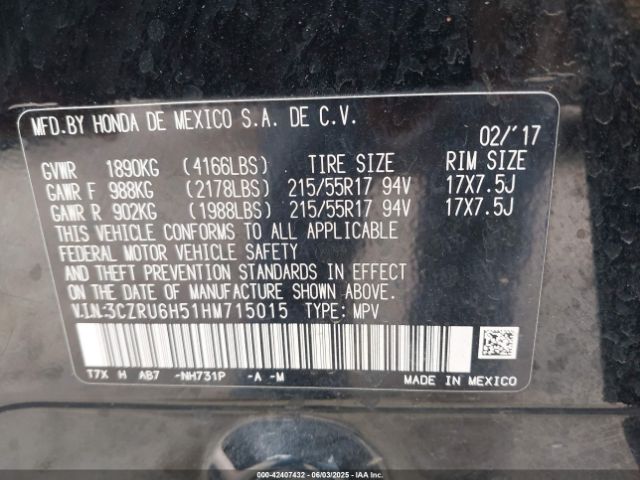 MFD.BY HONDA DE MEXICO S.A. DE C.V.
02/'17
GVWR 1890KG (4166LBS) TIRE SIZE RIM SIZE
GAWR F 988KG (2178LBS) 215/55R17 94V 17X7.5J
GAWR R 902KG (1988LBS) 215/55R17 94V 17X7.5J
THIS VEHICLE CONFORMS TO ALL APPLICABLE
FEDERAL MOTOR VEHICLE SAFETY
AND THEFT PREVENTION STANDARDS IN EFFECT
ON THE DATE OF MANUFACTURE SHOWN ABOVE.
V.I.N.:3CZRU6H51HM715015 TYPE: MPV
T7X H AB7 -NH731P -A -M
MADE IN MEXICO
000-42407432 - 06/03/2025 - IAAI.COM